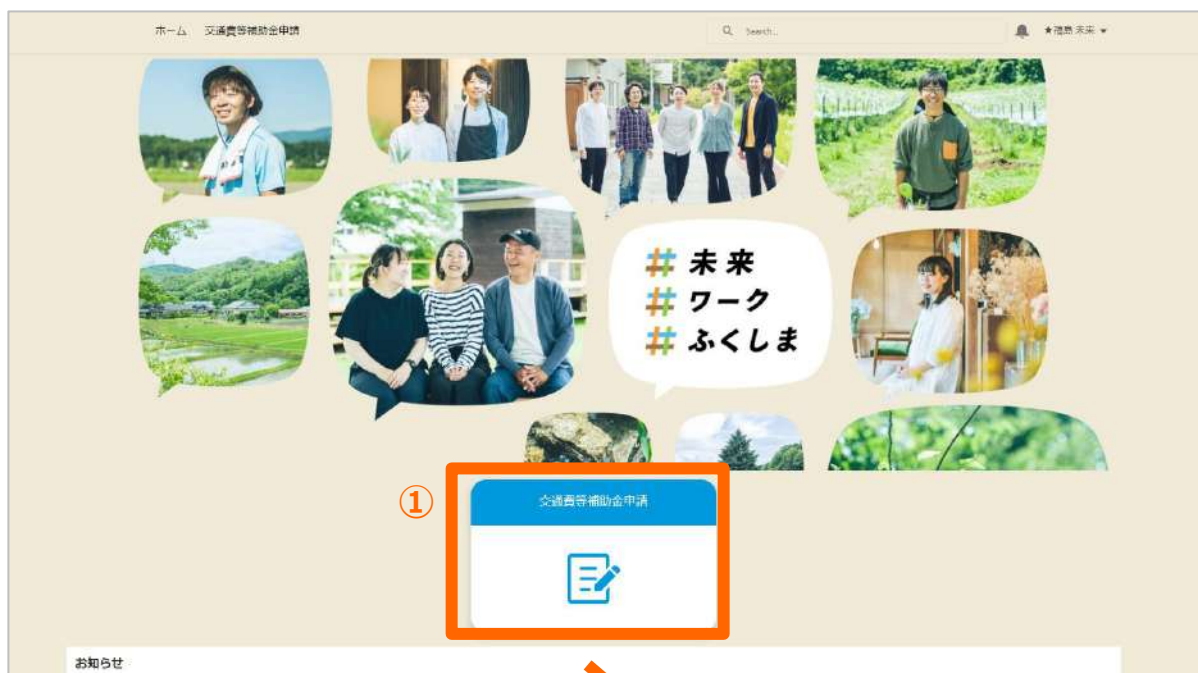 ホーム 交通費等補助金申請 Search... ★福島 未来
# 未来
# ワーク
# ふくしま
①
交通費等補助金申請
お知らせ